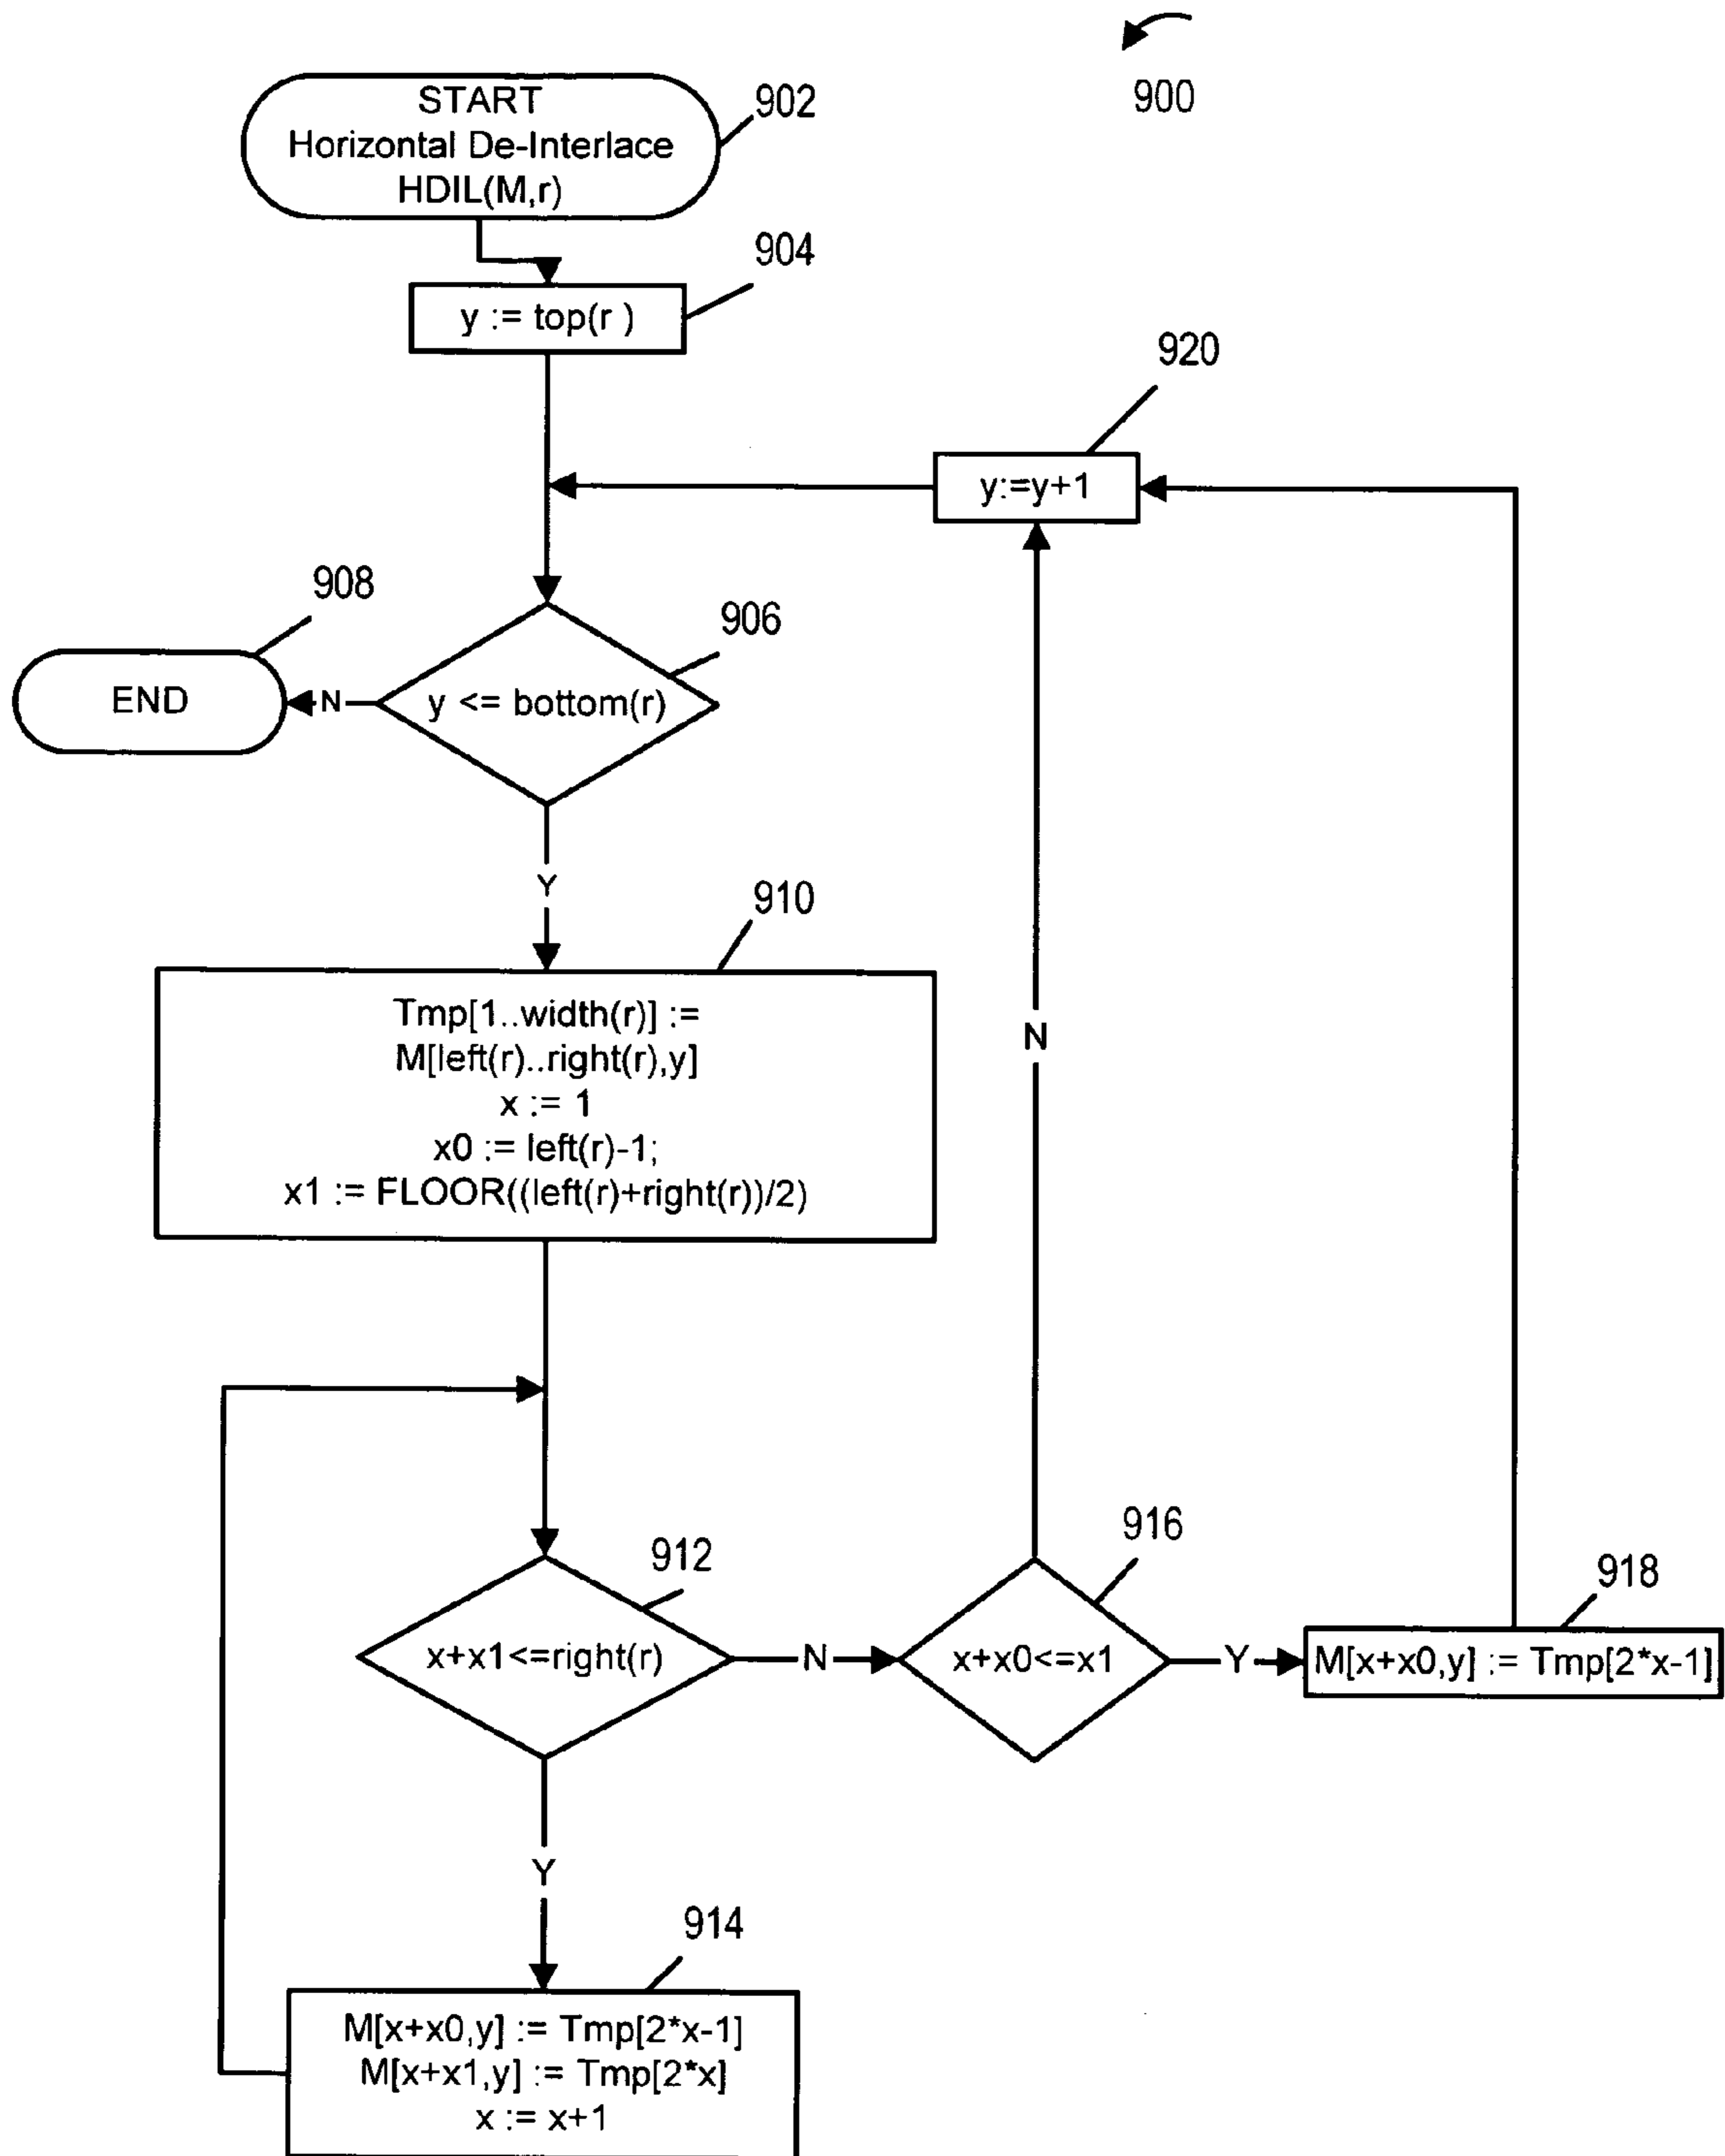 900
START
Horizontal De-Interlace
HDIL(M,r)
902
904
y := top(r )
920
y:=y+1
908
END
N
906
y <= bottom(r)
Y
910
Tmp[1..width(r)] :=
M[left(r)..right(r),y]
x := 1
x0 := left(r)-1;
x1 := FLOOR((left(r)+right(r))/2)
N
912
x+x1<=right(r)
N
916
x+x0<=x1
Y
918
M[x+x0,y] := Tmp[2*x-1]
Y
914
M[x+x0,y] := Tmp[2*x-1]
M[x+x1,y] := Tmp[2*x]
x := x+1